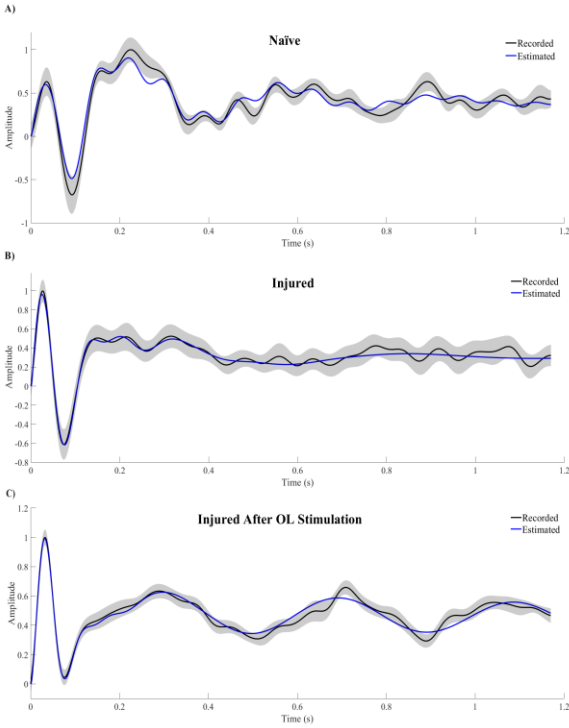 A)
Naïve
Recorded
Estimated
Amplitude
1
0.5
0
0.5
-1
0
0.2
0.4
0.6
0.8
1
1.2
Time (s)
B)
Injured
Recorded
Estimated
Amplitude
1
0.8
0.6
0.4
0.2
0
-0.2
-0.4
-0.6
-0.8
0
0.2
0.4
0.6
0.8
1
1.2
Time (s)
C)
Injured After OL Stimulation
Recorded
Estimated
Amplitude
1.2
1
0.8
0.6
0.4
0.2
0
0
0.2
0.4
0.6
0.8
1
1.2
Time (s)